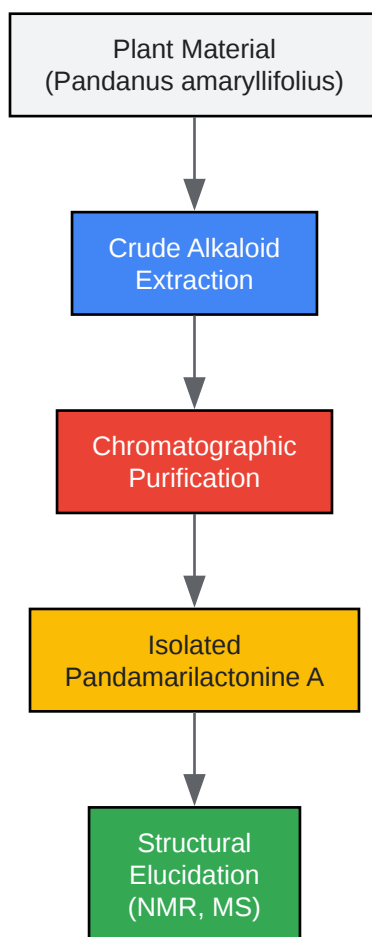 Plant Material
(Pandanus amaryllifolius)
Crude Alkaloid
Extraction
Chromatographic
Purification
Isolated
Pandamarilactonine A
Structural
Elucidation
(NMR, MS)